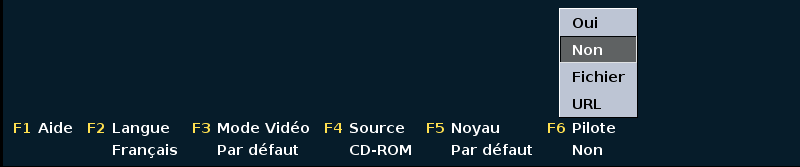 Oui
Non
Fichier
URL
F1 Aide F2 Langue F3 Mode Vidéo F4 Source F5 Noyau F6 Pilote
Français Par défaut CD-ROM Par défaut Non